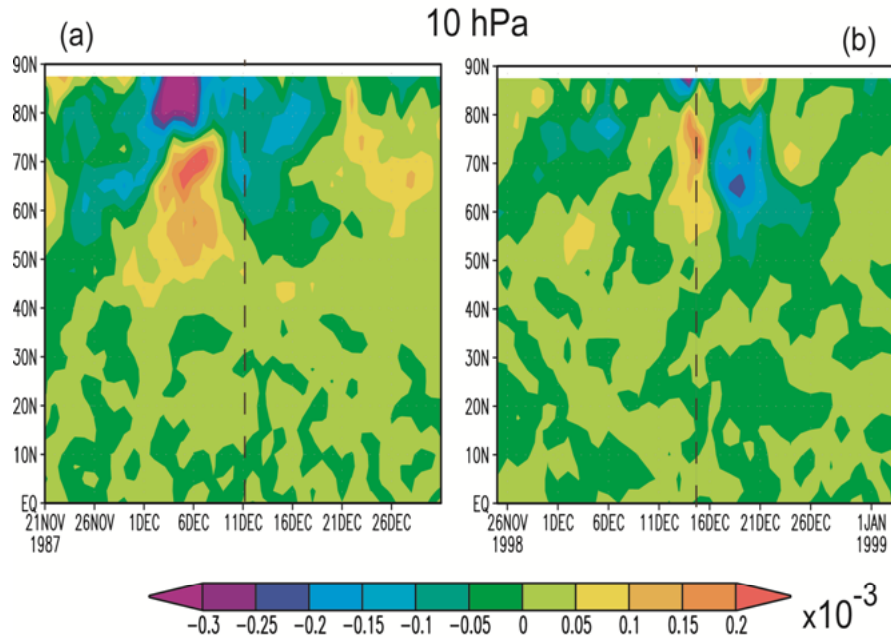 10 hPa
(a)
(b)
90N
80N
70N
60N
50N
40N
30N
20N
10N
EQ
21NOV 26NOV 1DEC 6DEC 11DEC 16DEC 21DEC 26DEC
1987
90N
80N
70N
60N
50N
40N
30N
20N
10N
EQ
26NOV 1DEC 6DEC 11DEC 16DEC 21DEC 26DEC 1JAN
1998 1999
-0.3 -0.25 -0.2 -0.15 -0.1 -0.05 0 0.05 0.1 0.15 0.2
x10-3